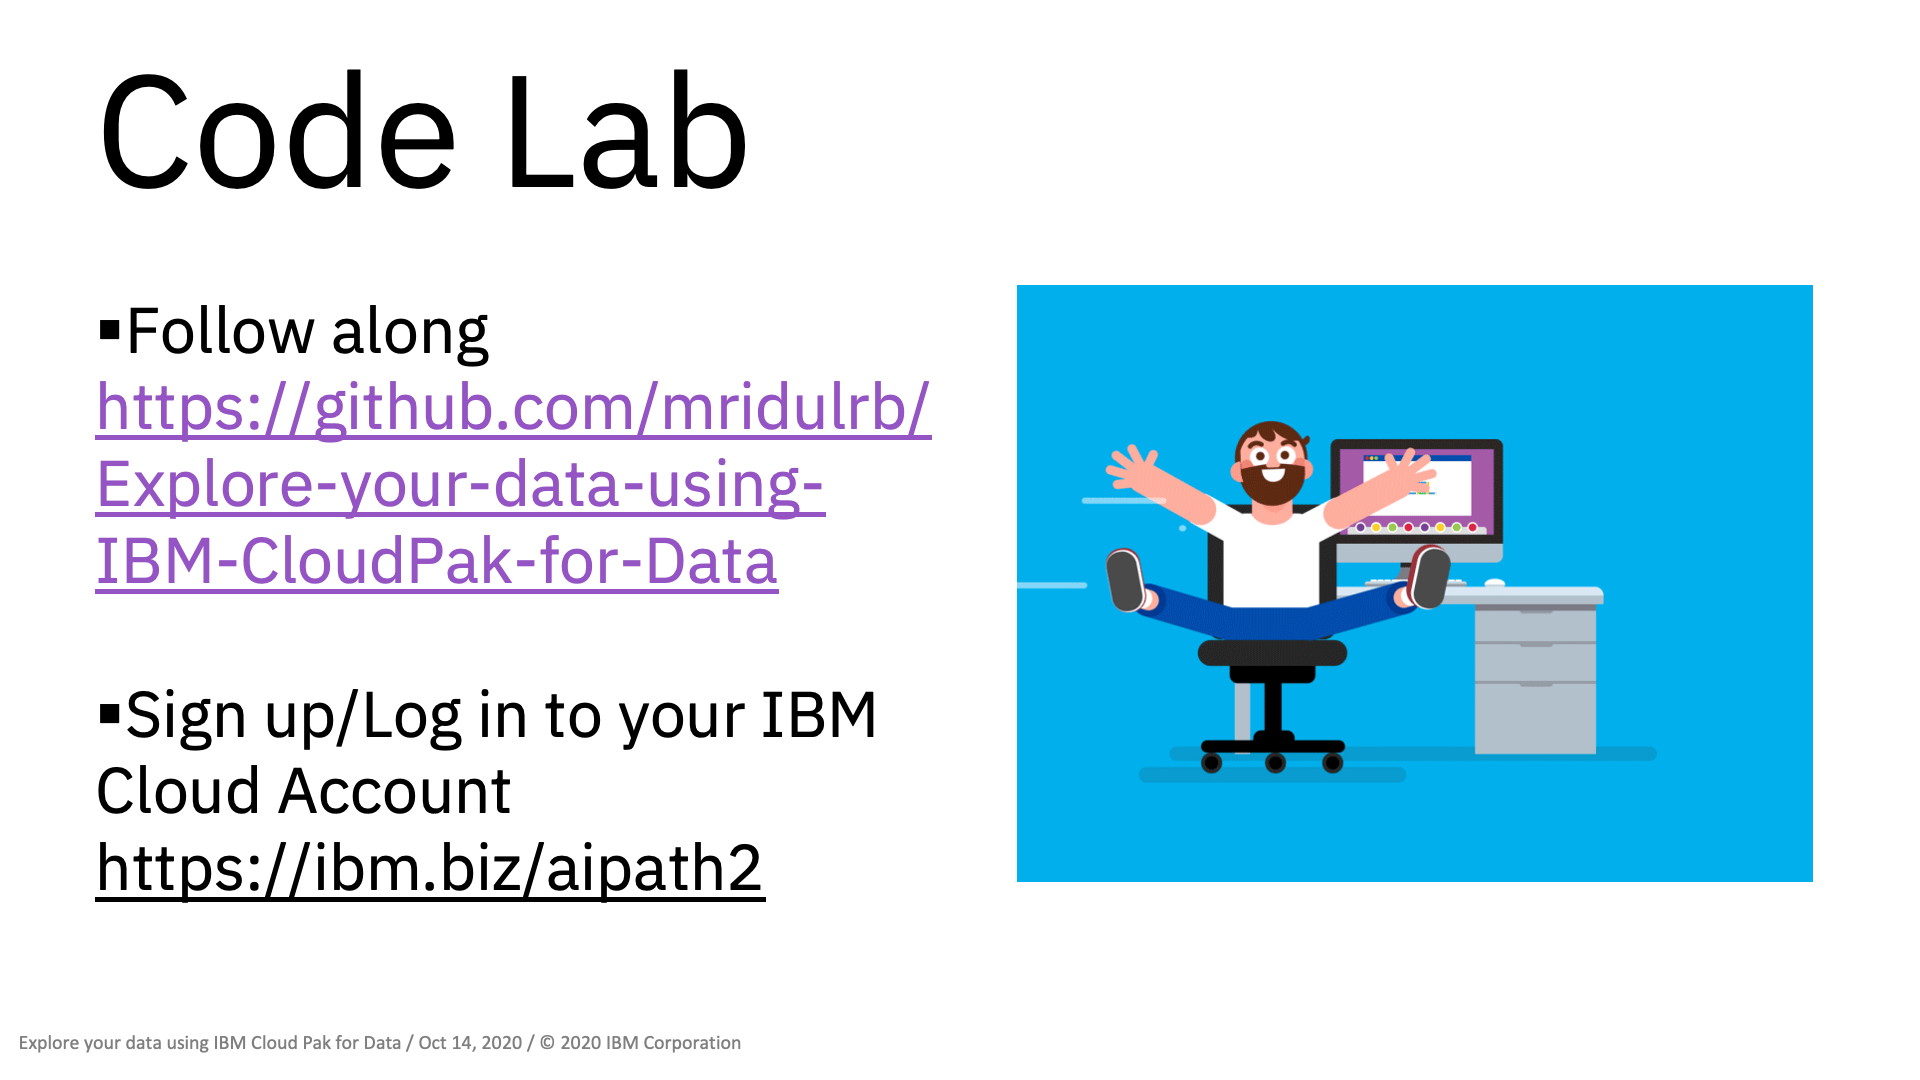 Code Lab
▪Follow along
https://github.com/mridulrb/
Explore-your-data-using-
IBM-CloudPak-for-Data
▪Sign up/Log in to your IBM
Cloud Account
https://ibm.biz/aipath2
Explore your data using IBM Cloud Pak for Data / Oct 14, 2020 / © 2020 IBM Corporation